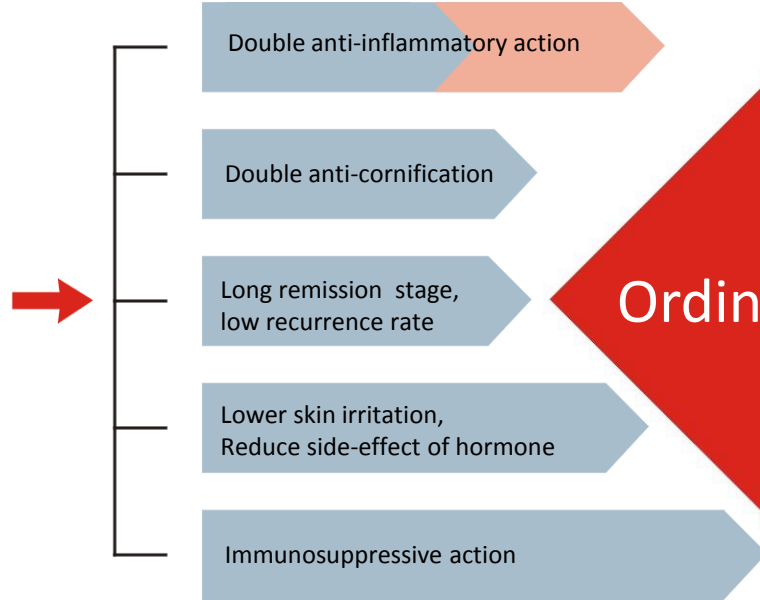 Double anti-inflammatory action
Double anti-cornification
Long remission stage,
low recurrence rate
Ordin
Lower skin irritation,
Reduce side-effect of hormone
Immunosuppressive action